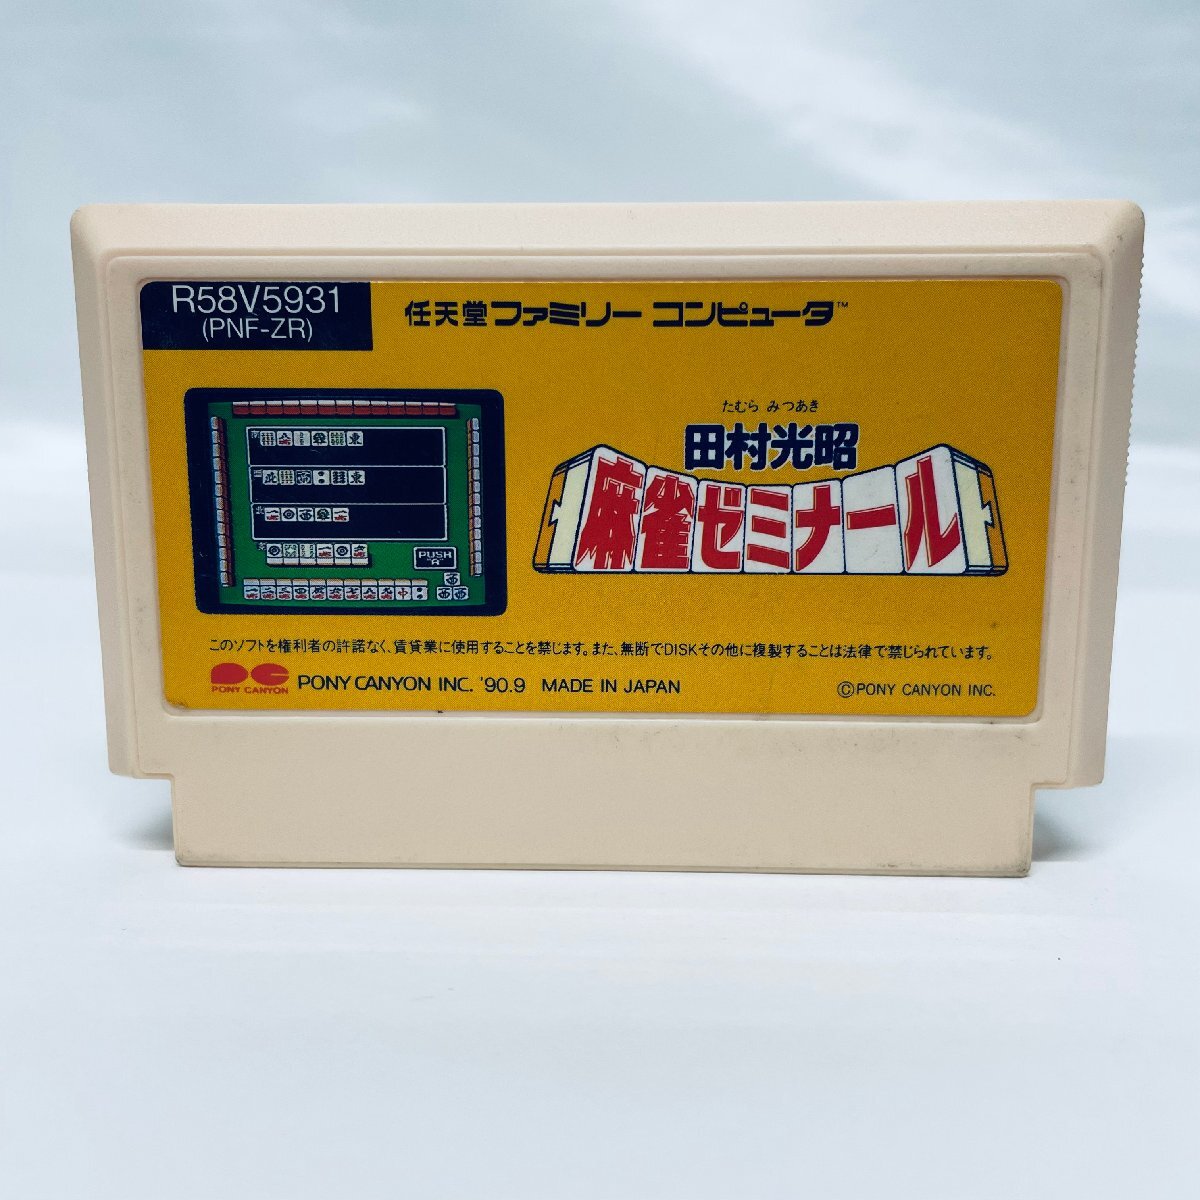 R58V5931
(PNF-ZR)
任天堂ファミリー コンピュータ™
たむら みつあき
田村光昭
麻雀ゼミナール
PUSH
"A"
このソフトを権利者の許諾なく、賃貸業に使用することを禁じます。また、無断でDISKその他に複製することは法律で禁じられています。
PONY CANYON
PONY CANYON INC. '90.9 MADE IN JAPAN
©PONY CANYON INC.